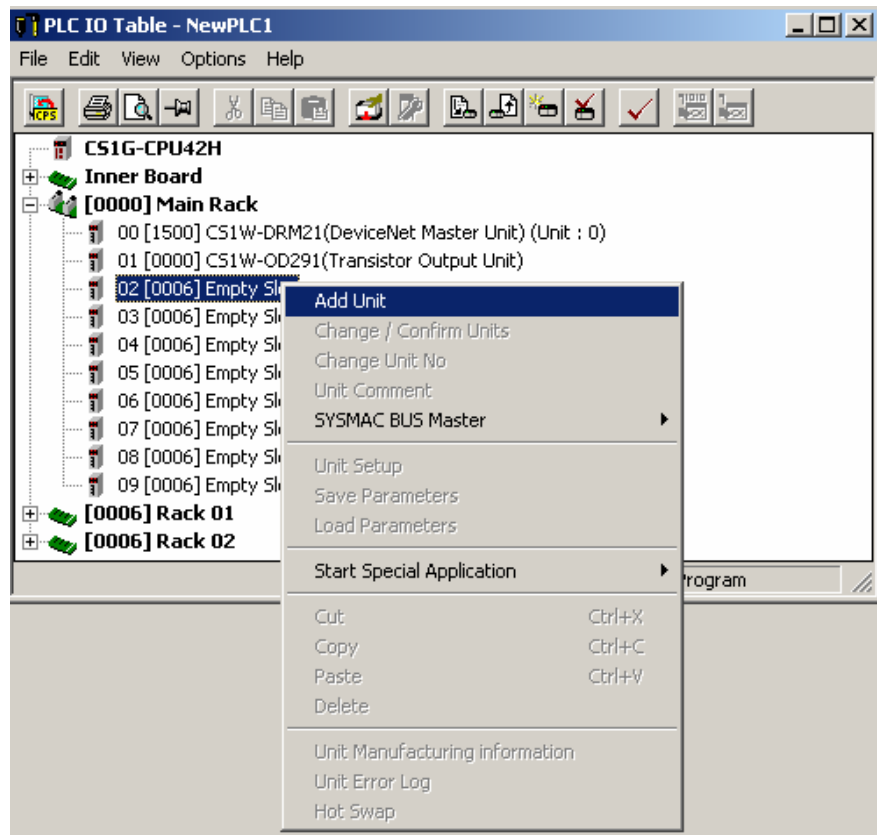 PLC IO Table - NewPLC1
File Edit View Options Help
NCPS
CS1G-CPU42H
Inner Board
[0000] Main Rack
00 [1500] CS1W-DRM21(DeviceNet Master Unit) (Unit : 0)
01 [0000] CS1W-OD291(Transistor Output Unit)
02 [0006] Empty Sl
03 [0006] Empty Sl
04 [0006] Empty Sl
05 [0006] Empty Sl
06 [0006] Empty Sl
07 [0006] Empty Sl
08 [0006] Empty Sl
09 [0006] Empty Sl
[0006] Rack 01
[0006] Rack 02
Add Unit
Change / Confirm Units
Change Unit No
Unit Comment
SYSMAC BUS Master
Unit Setup
Save Parameters
Load Parameters
Start Special Application
Cut Ctrl+X
Copy Ctrl+C
Paste Ctrl+V
Delete
Unit Manufacturing information
Unit Error Log
Hot Swap
rogram